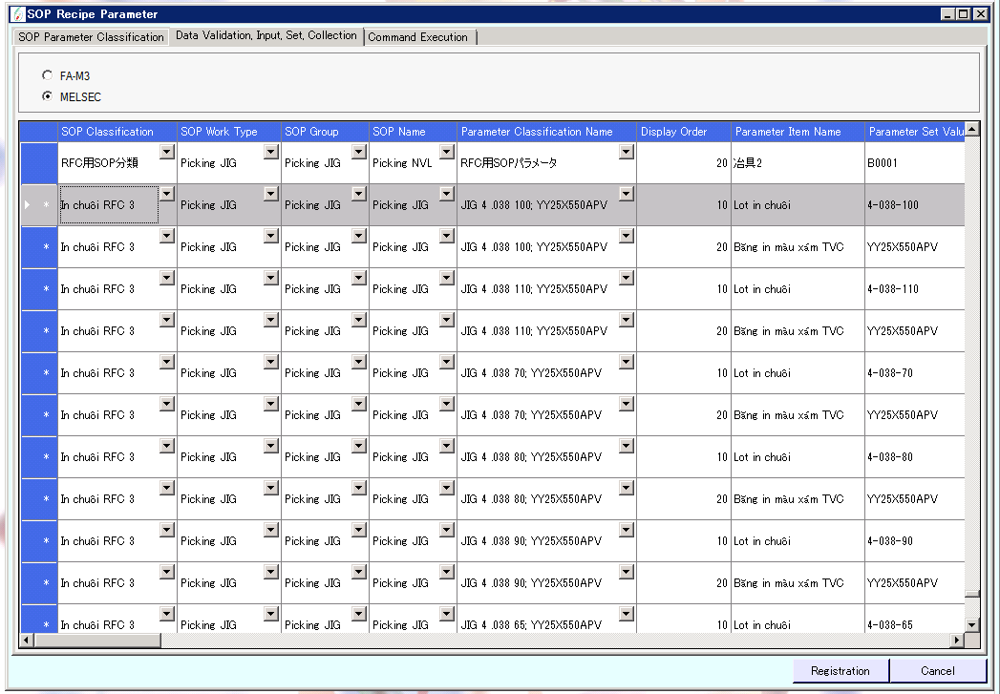 SOP Recipe Parameter
SOP Parameter Classification Data Validation, Input, Set, Collection Command Execution
FA-M3
MELSEC
SOP Classification SOP Work Type SOP Group SOP Name Parameter Classification Name Display Order Parameter Item Name Parameter Set Valu
RFC用SOP分類 Picking JIG Picking JIG Picking NVL RFC用SOPパラメータ 20 冶具2 B0001
* In chuôi RFC 3 Picking JIG Picking JIG Picking JIG JIG 4 .038 100; YY25X550APV 10 Lot in chuôi 4-038-100
* In chuôi RFC 3 Picking JIG Picking JIG Picking JIG JIG 4 .038 100; YY25X550APV 20 Băng in màu xám TVC YY25X550APV
* In chuôi RFC 3 Picking JIG Picking JIG Picking JIG JIG 4 .038 110; YY25X550APV 10 Lot in chuôi 4-038-110
* In chuôi RFC 3 Picking JIG Picking JIG Picking JIG JIG 4 .038 110; YY25X550APV 20 Băng in màu xám TVC YY25X550APV
* In chuôi RFC 3 Picking JIG Picking JIG Picking JIG JIG 4 .038 70; YY25X550APV 10 Lot in chuôi 4-038-70
* In chuôi RFC 3 Picking JIG Picking JIG Picking JIG JIG 4 .038 70; YY25X550APV 20 Băng in màu xám TVC YY25X550APV
* In chuôi RFC 3 Picking JIG Picking JIG Picking JIG JIG 4 .038 80; YY25X550APV 10 Lot in chuôi 4-038-80
* In chuôi RFC 3 Picking JIG Picking JIG Picking JIG JIG 4 .038 80; YY25X550APV 20 Băng in màu xám TVC YY25X550APV
* In chuôi RFC 3 Picking JIG Picking JIG Picking JIG JIG 4 .038 90; YY25X550APV 10 Lot in chuôi 4-038-90
* In chuôi RFC 3 Picking JIG Picking JIG Picking JIG JIG 4 .038 90; YY25X550APV 20 Băng in màu xám TVC YY25X550APV
* In chuôi RFC 3 Picking JIG Picking JIG Picking JIG JIG 4 .038 65; YY25X550APV 10 Lot in chuôi 4-038-65
Registration Cancel